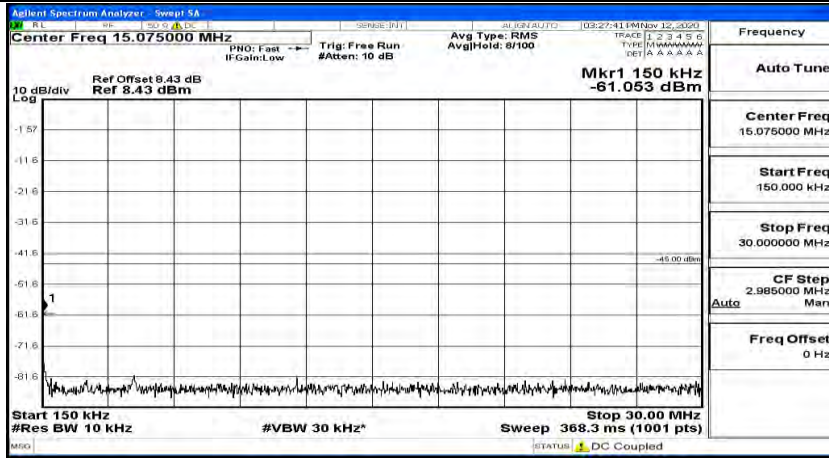 Agilent Spectrum Analyzer - Swept SA
RL RF 50 Ω DC SENSE:INT ALIGN AUTO 03:27:41 PM Nov 12, 2020
Center Freq 15.075000 MHz
PNO: Fast
IFGain:Low
Trig: Free Run
#Atten: 10 dB
Avg Type: RMS
Avg|Hold: 8/100
TRACE 1 2 3 4 5 6
TYPE MWWWWW
DET A A A A A A
Ref Offset 8.43 dB
Ref 8.43 dBm
10 dB/div
Log
Mkr1 150 kHz
-61.053 dBm
-1.57
-11.6
-21.6
-31.6
-41.6
-45.00 dBm
-51.6
1
-61.6
-71.6
-81.6
Start 150 kHz
#Res BW 10 kHz
#VBW 30 kHz*
Stop 30.00 MHz
Sweep 368.3 ms (1001 pts)
MSG
STATUS
DC Coupled
Frequency
Auto Tune
Center Freq
15.075000 MHz
Start Freq
150.000 kHz
Stop Freq
30.000000 MHz
CF Step
2.985000 MHz
Auto Man
Freq Offset
0 Hz